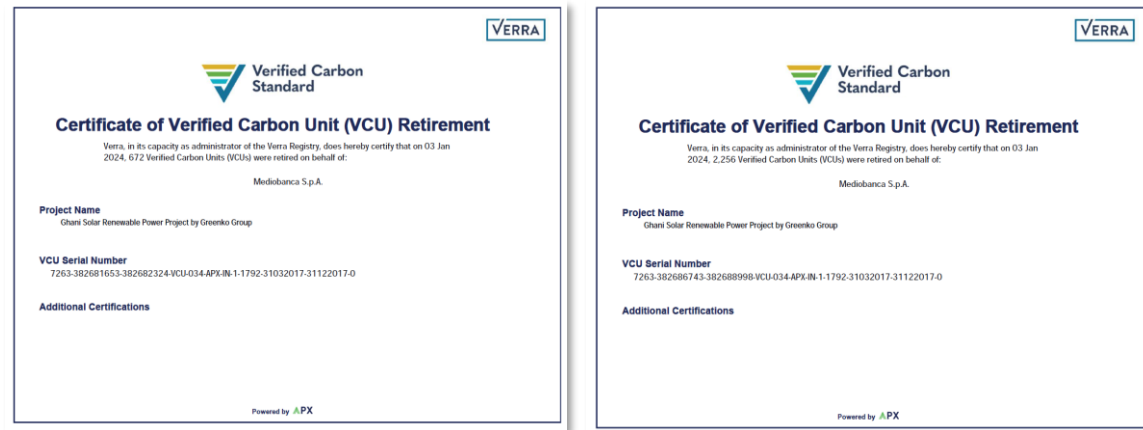 VERRA
Verified Carbon
Standard
Certificate of Verified Carbon Unit (VCU) Retirement
Verra, in its capacity as administrator of the Verra Registry, does hereby certify that on 03 Jan
2024, 672 Verified Carbon Units (VCUs) were retired on behalf of:
Mediobanca S.p.A.
Project Name
Ghani Solar Renewable Power Project by Greenko Group
VCU Serial Number
7263-382681653-382682324-VCU-034-APX-IN-1-1792-31032017-31122017-0
Additional Certifications
Powered by APX
VERRA
Verified Carbon
Standard
Certificate of Verified Carbon Unit (VCU) Retirement
Verra, in its capacity as administrator of the Verra Registry, does hereby certify that on 03 Jan
2024, 2,256 Verified Carbon Units (VCUs) were retired on behalf of:
Mediobanca S.p.A.
Project Name
Ghani Solar Renewable Power Project by Greenko Group
VCU Serial Number
7263-382686743-382688998-VCU-034-APX-IN-1-1792-31032017-31122017-0
Additional Certifications
Powered by APX